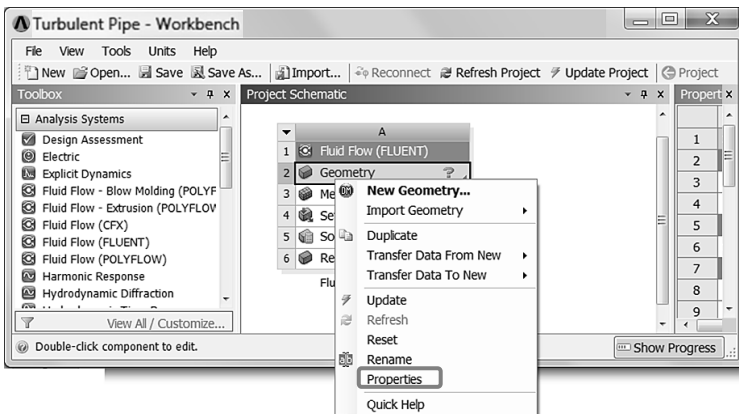 Turbulent Pipe - Workbench
File View Tools Units Help
New Open... Save Save As... Import... Reconnect Refresh Project Update Project Project
Toolbox
Analysis Systems
Design Assessment
Electric
Explicit Dynamics
Fluid Flow - Blow Molding (POLYF
Fluid Flow - Extrusion (POLYFLOW
Fluid Flow (CFX)
Fluid Flow (FLUENT)
Fluid Flow (POLYFLOW)
Harmonic Response
Hydrodynamic Diffraction
View All / Customize...
Project Schematic
A
1 Fluid Flow (FLUENT)
2 Geometry ?
3 Me
4 Se
5 So
6 Re
Flu
New Geometry...
Import Geometry
Duplicate
Transfer Data From New
Transfer Data To New
Update
Refresh
Reset
Rename
Properties
Quick Help
Propert
1
2
3
4
5
6
7
8
9
Double-click component to edit.
Show Progress